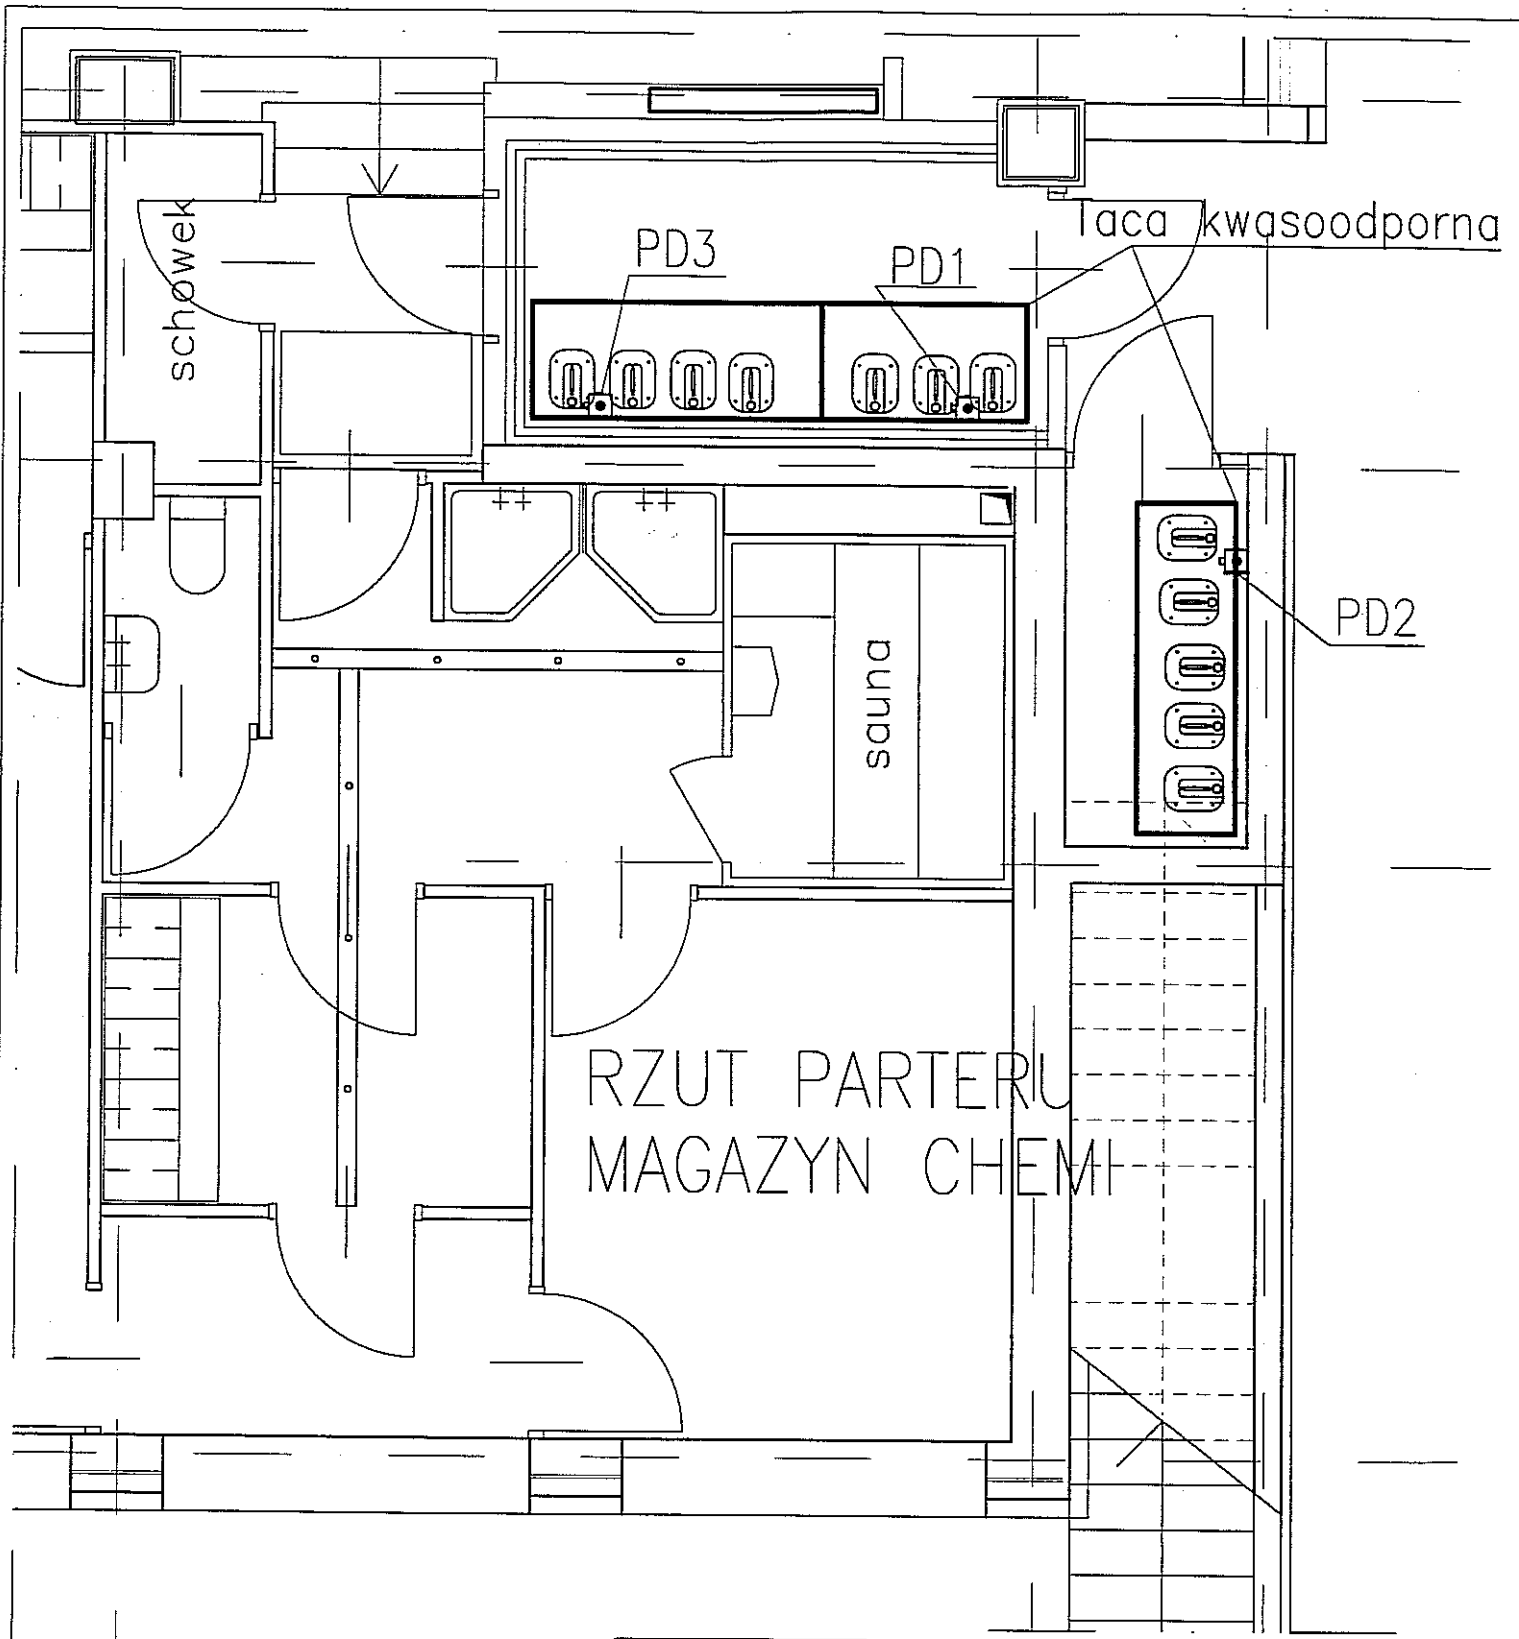 Taca kwasoodporna
PD3
PD1
schowek
PD2
sauna
RZUT PARTERU
MAGAZYN CHEMI